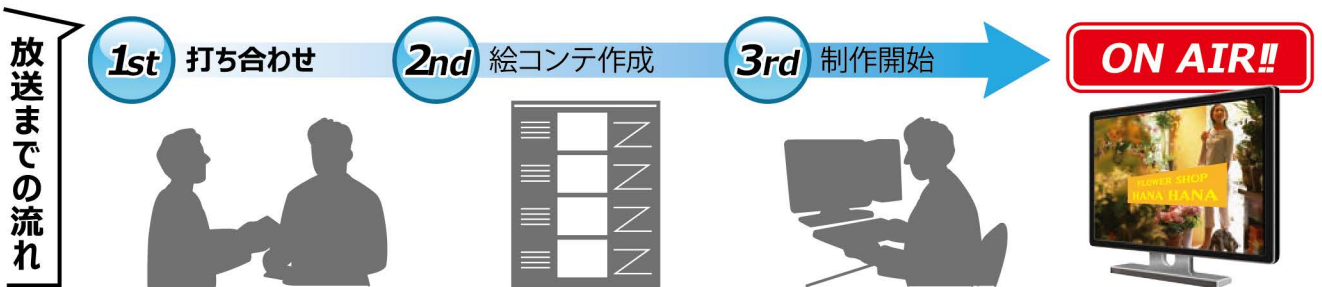 放送までの流れ
1st 打ち合わせ
2nd 絵コンテ作成
3rd 制作開始
ON AIR!!
FLOWER SHOP
HANA HANA